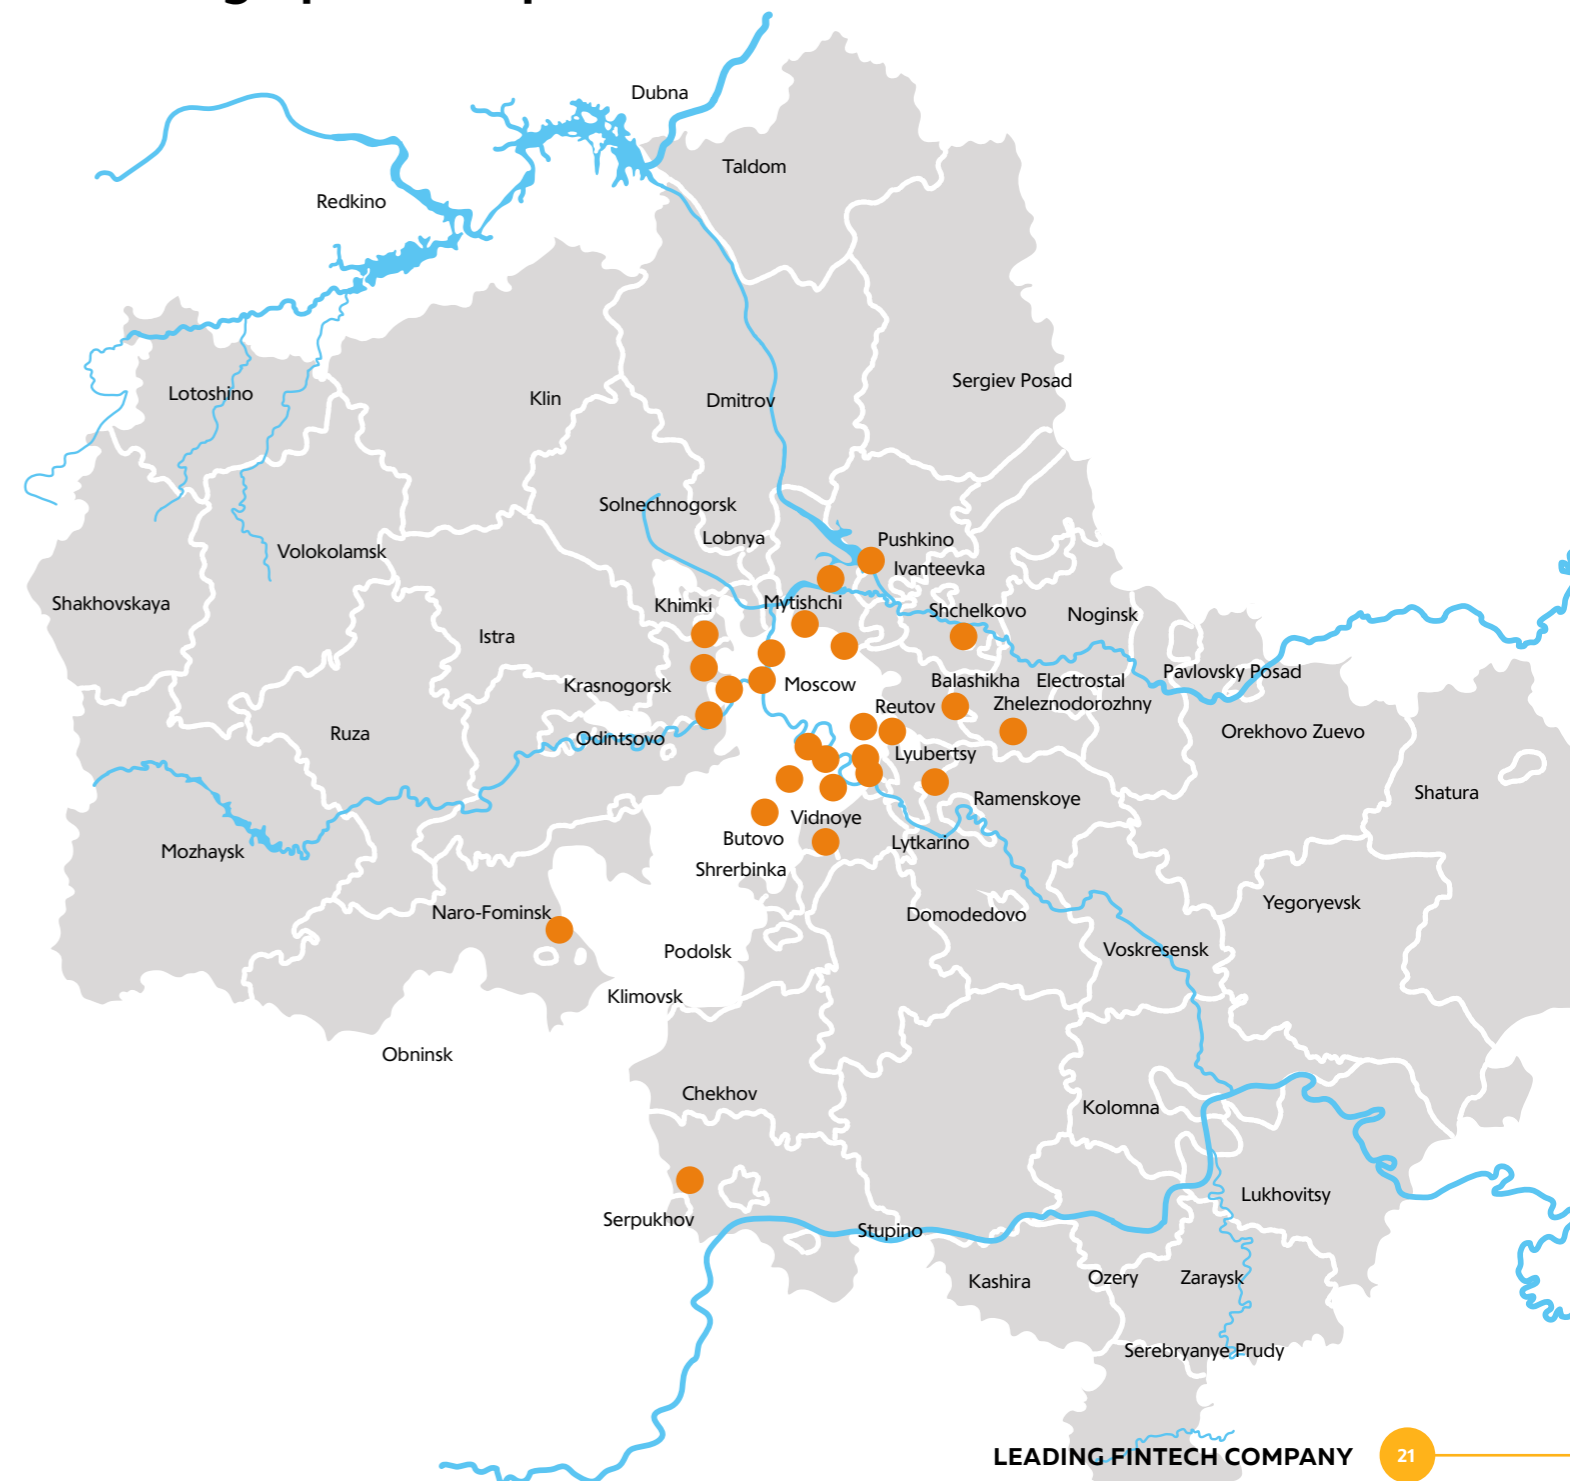 Dubna
Taldom
Redkino
Sergiev Posad
Lotoshino
Klin
Dmitrov
Solnechnogorsk
Lobnya
Pushkino
Volokolamsk
Ivanteevka
Shakhovskaya
Khimki
Mytishchi
Shchelkovo
Noginsk
Istra
Pavlovsky Posad
Krasnogorsk
Moscow
Balashikha
Electrostal
Reutov
Zheleznodorozhny
Ruza
Odintsovo
Orekhovo Zuevo
Lyubertsy
Shatura
Ramenskoye
Vidnoye
Mozhaysk
Butovo
Lytkarino
Shrerbinka
Yegoryevsk
Naro-Fominsk
Domodedovo
Podolsk
Voskresensk
Klimovsk
Obninsk
Chekhov
Kolomna
Lukhovitsy
Serpukhov
Stupino
Kashira
Ozery
Zaraysk
Serebryanye Prudy
LEADING FINTECH COMPANY
21